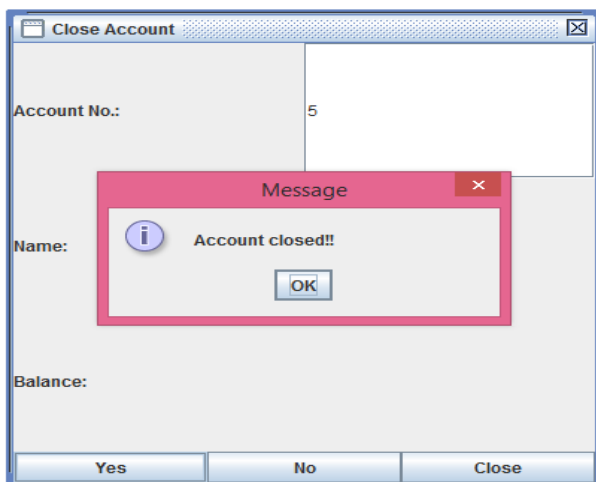 Close Account
Account No.:
5
Message
Account closed!!
Name:
OK
Balance:
Yes No Close